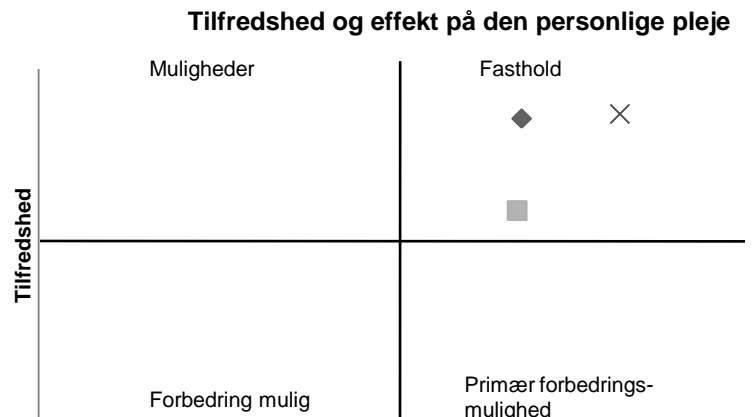 Tilfredshed og effekt på den personlige pleje
Muligheder
Fasthold
Tilfredshed
Forbedring mulig
Primær forbedrings-
mulighed